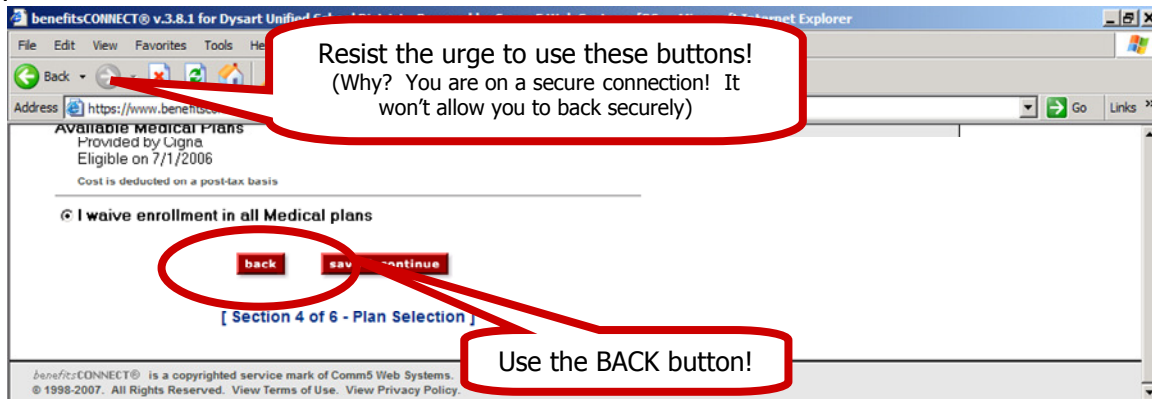 benefitsCONNECT® v.3.8.1 for Dysart Unified
Internet Explorer
File Edit View Favorites Tools
Resist the urge to use these buttons!
(Why? You are on a secure connection! It
won't allow you to back securely)
Back
Address https://www.benefitsc
Go Links »
Available Medical Plans
Provided by Cigna
Eligible on 7/1/2006
Cost is deducted on a post-tax basis
I waive enrollment in all Medical plans
back
continue
[ Section 4 of 6 - Plan Selection ]
Use the BACK button!
benefitsCONNECT® is a copyrighted service mark of Comm5 Web Systems.
© 1998-2007. All Rights Reserved. View Terms of Use. View Privacy Policy.